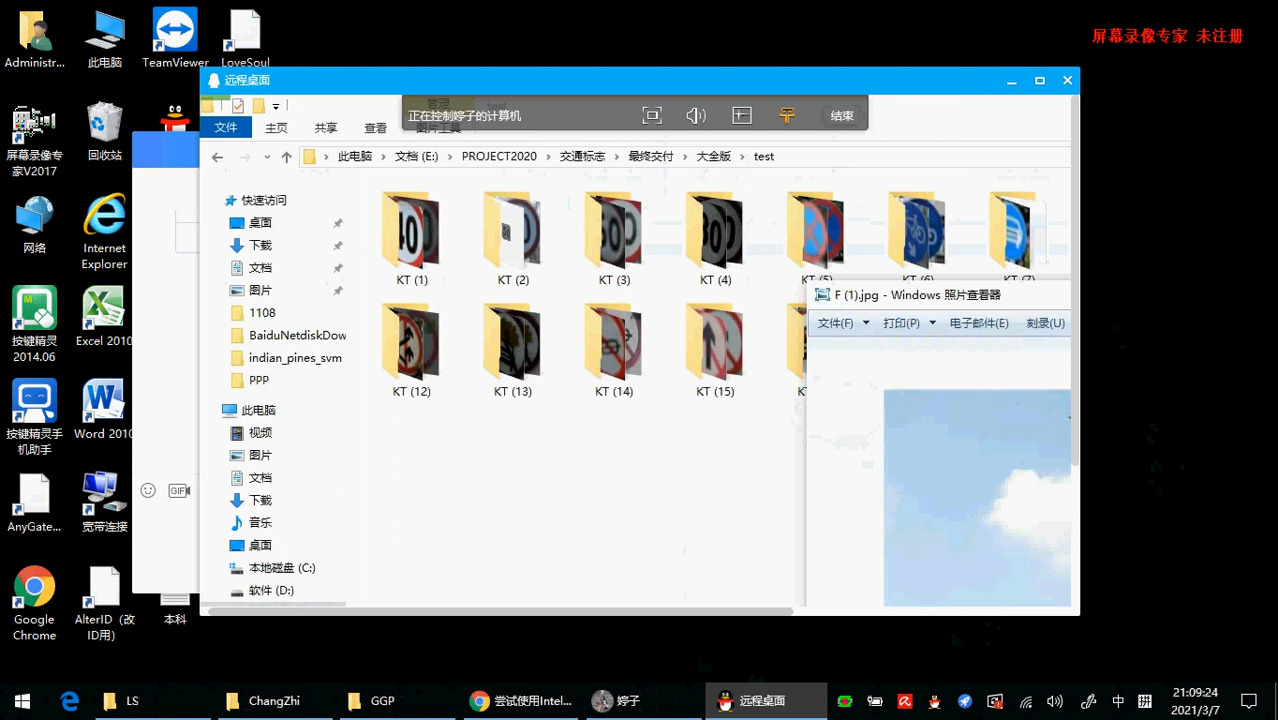 屏幕录像专家 未注册
Administr...
此电脑
TeamViewer
LoveSoul
屏幕录像专
家V2017
回收站
网络
Internet
Explorer
按键精灵
2014.06
Excel 2010
按键精灵手
机助手
Word 2010
AnyGate...
宽带连接
Google
Chrome
AlterID（改
ID用）
本科
GIF
远程桌面
正在控制婷子的计算机
结束
文件
主页
共享
查看
图片工具
此电脑 › 文档 (E:) › PROJECT2020 › 交通标志 › 最终交付 › 大全版 › test
快速访问
桌面
下载
文档
图片
1108
BaiduNetdiskDow
indian_pines_svm
PPP
此电脑
视频
图片
文档
下载
音乐
桌面
本地磁盘 (C:)
软件 (D:)
KT (1)
KT (2)
KT (3)
KT (4)
KT (5)
KT (6)
KT (7)
KT (12)
KT (13)
KT (14)
KT (15)
F (1).jpg - Windows 照片查看器
文件(F)
打印(P)
电子邮件(E)
刻录(U)
LS
ChangZhi
GGP
尝试使用Intel...
婷子
远程桌面
中
拼
21:09:24
2021/3/7